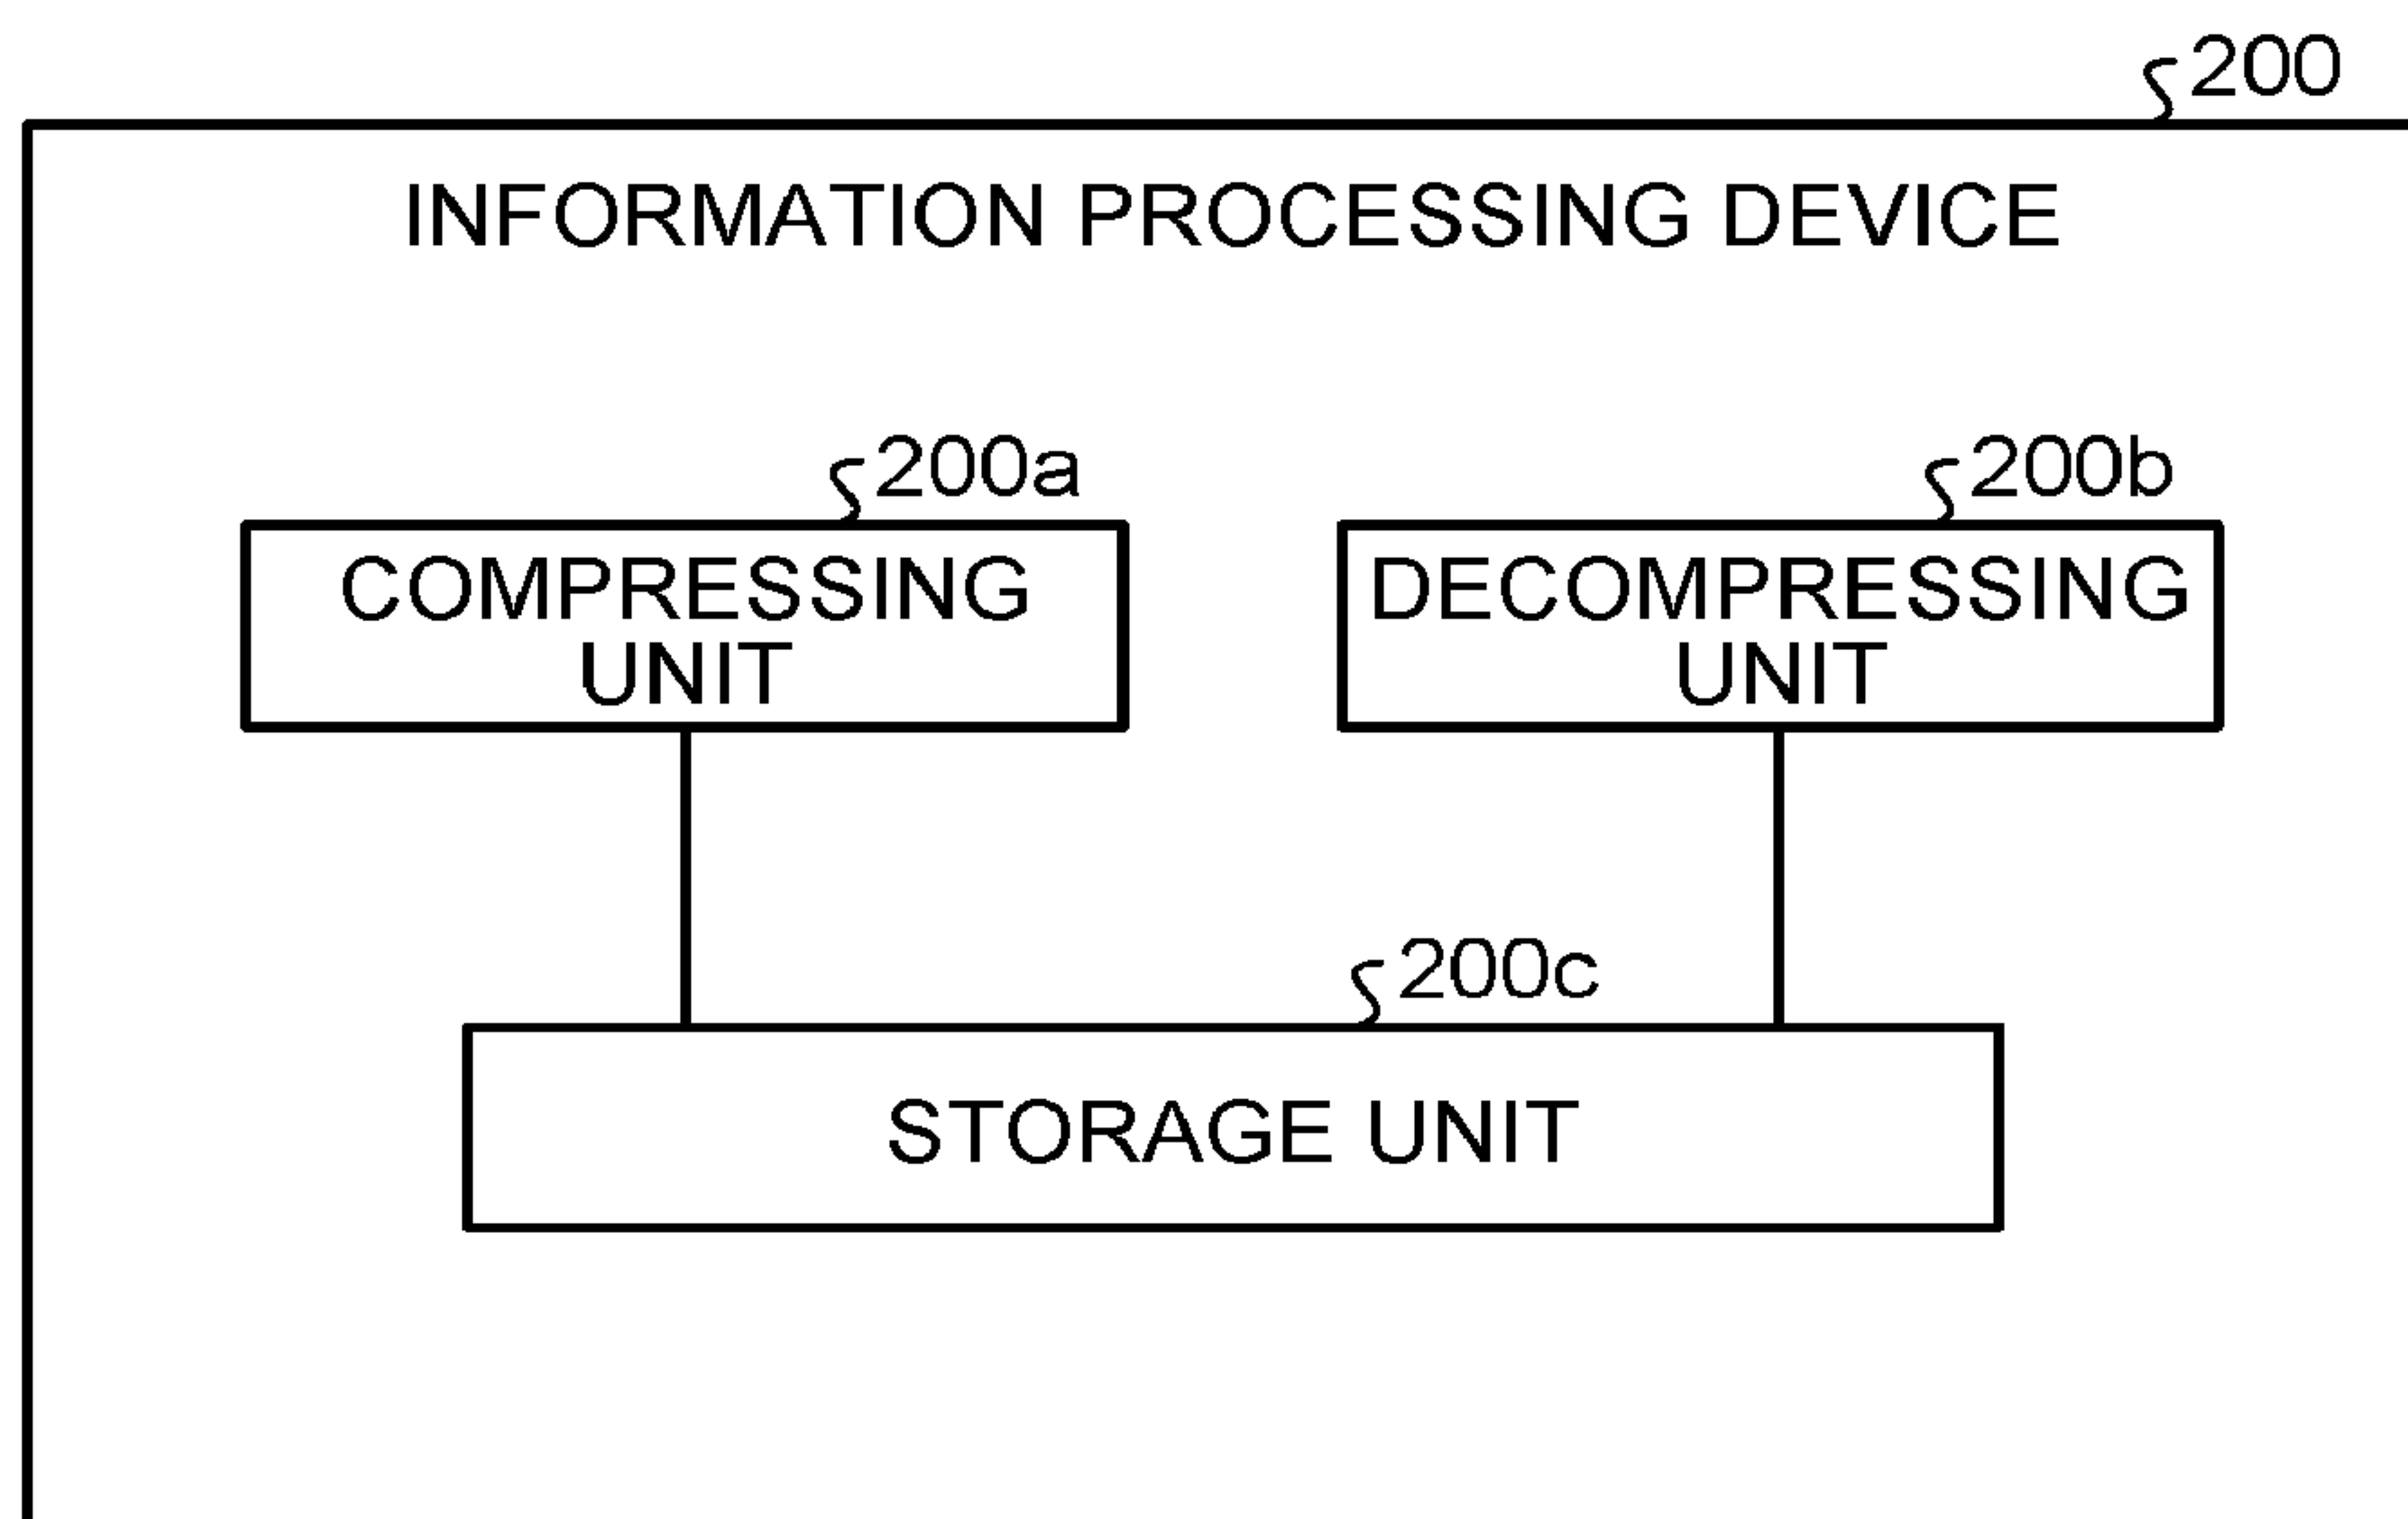 200
INFORMATION PROCESSING DEVICE
200a
200b
COMPRESSING
UNIT
DECOMPRESSING
UNIT
200c
STORAGE UNIT